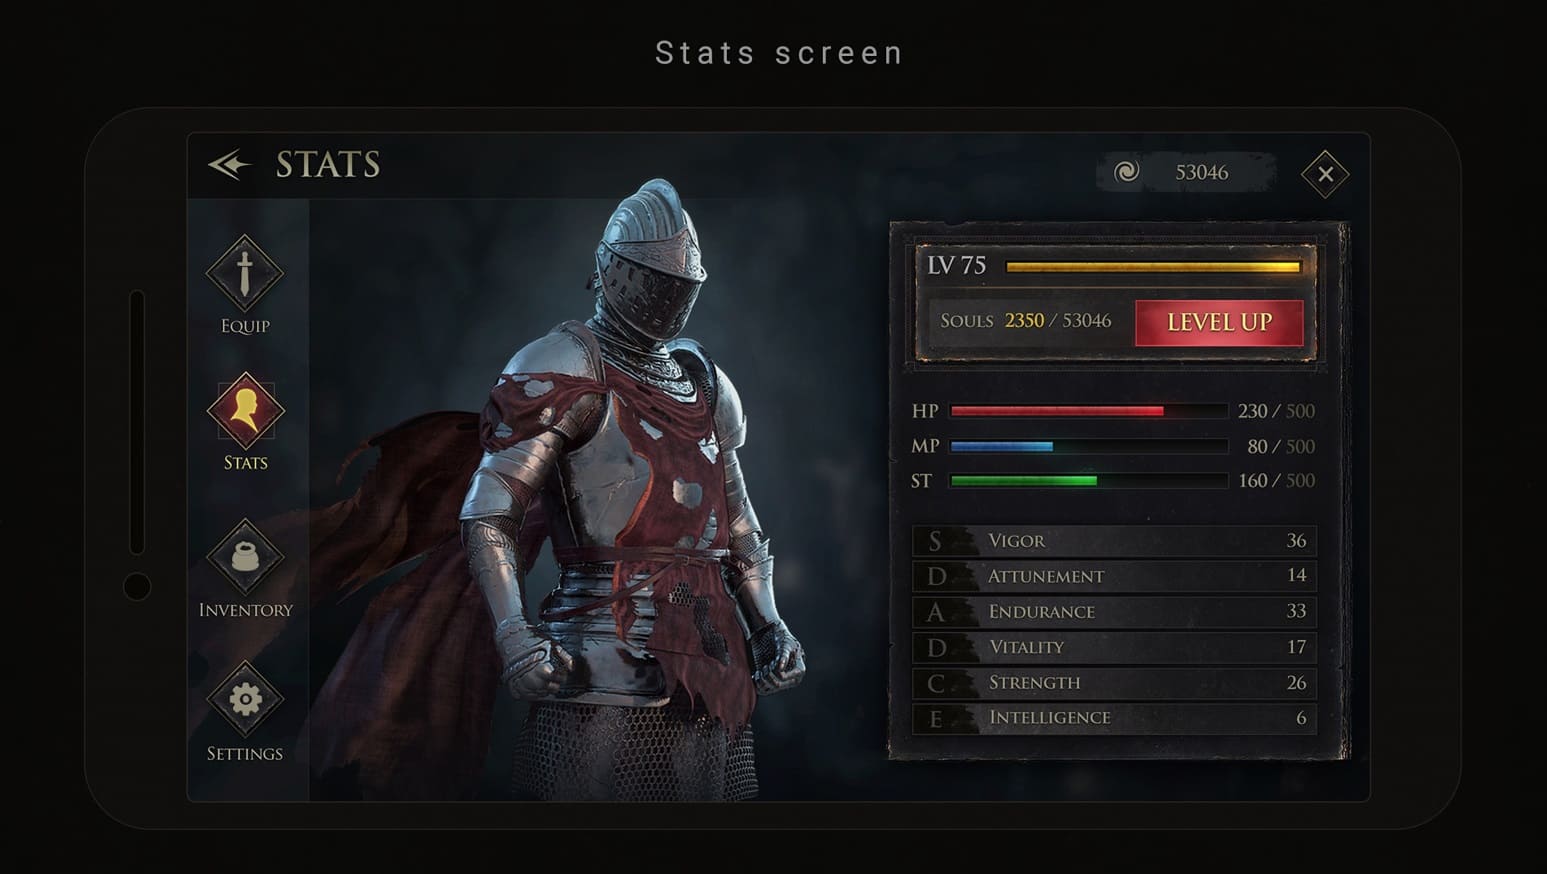 Stats screen
STATS
53046
EQUIP
STATS
INVENTORY
SETTINGS
LV 75
SOULS 2350 / 53046 LEVEL UP
HP 230 / 500
MP 80 / 500
ST 160 / 500
S VIGOR 36
D ATTUNEMENT 14
A ENDURANCE 33
D VITALITY 17
C STRENGTH 26
E INTELLIGENCE 6